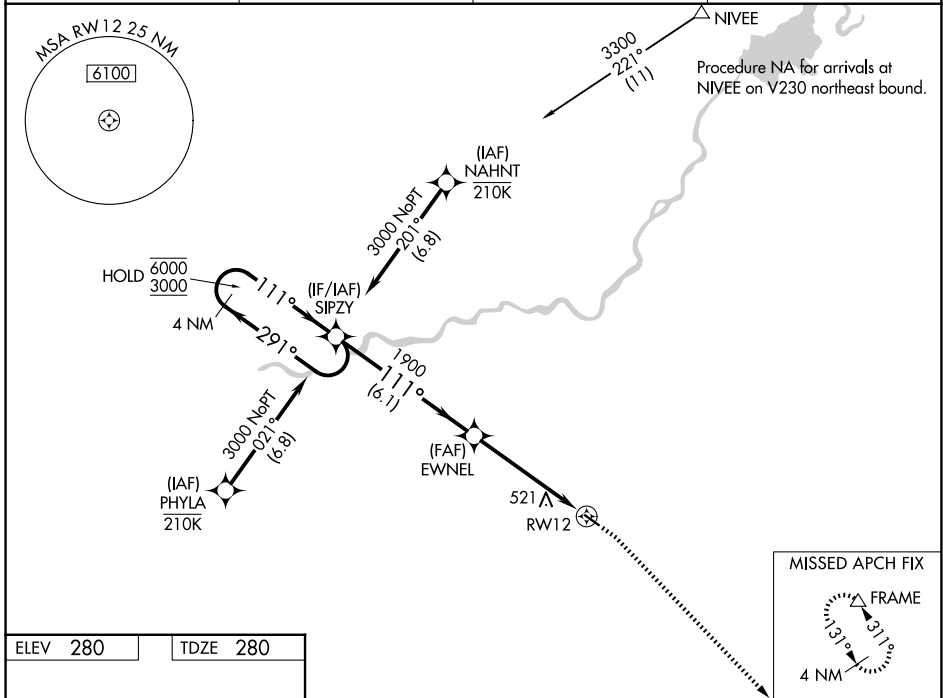 MSA RW12 25 NM
6100
NIVEE
3300
221°
(11)
Procedure NA for arrivals at
NIVEE on V230 northeast bound.
(IAF)
NAHNT
210K
3000 NoPT
201°
(6.8)
HOLD 6000
3000
4 NM
111°
291°
(IF/IAF)
SIPZY
1900
111°
(6.1)
3000 NoPT
021°
(6.8)
(IAF)
PHYLA
210K
(FAF)
EWNEL
521
RW12
MISSED APCH FIX
FRAME
131°
311°
4 NM
ELEV 280
TDZE 280